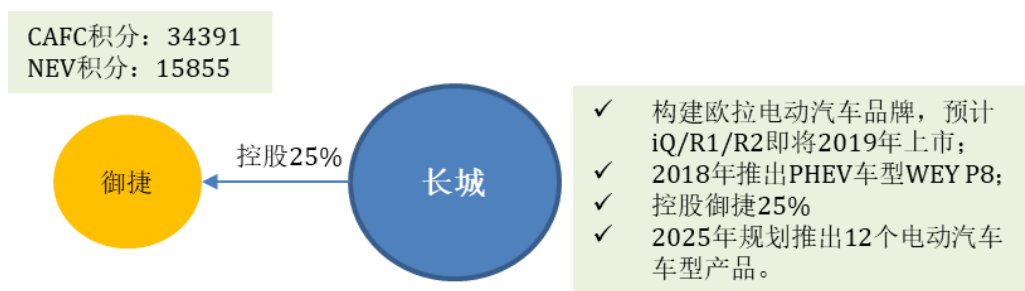 CAFC积分：34391
NEV积分：15855
御捷
控股25%
长城
✓ 构建欧拉电动汽车品牌，预计
iQ/R1/R2即将2019年上市；
✓ 2018年推出PHEV车型WEY P8；
✓ 控股御捷25%
✓ 2025年规划推出12个电动汽车
车型产品。